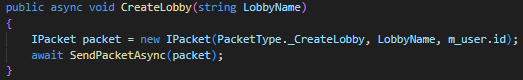 public async void CreateLobby(string LobbyName)
{
    IPacket packet = new IPacket(PacketType._CreateLobby, LobbyName, m_user.id);
    await SendPacketAsync(packet);
}